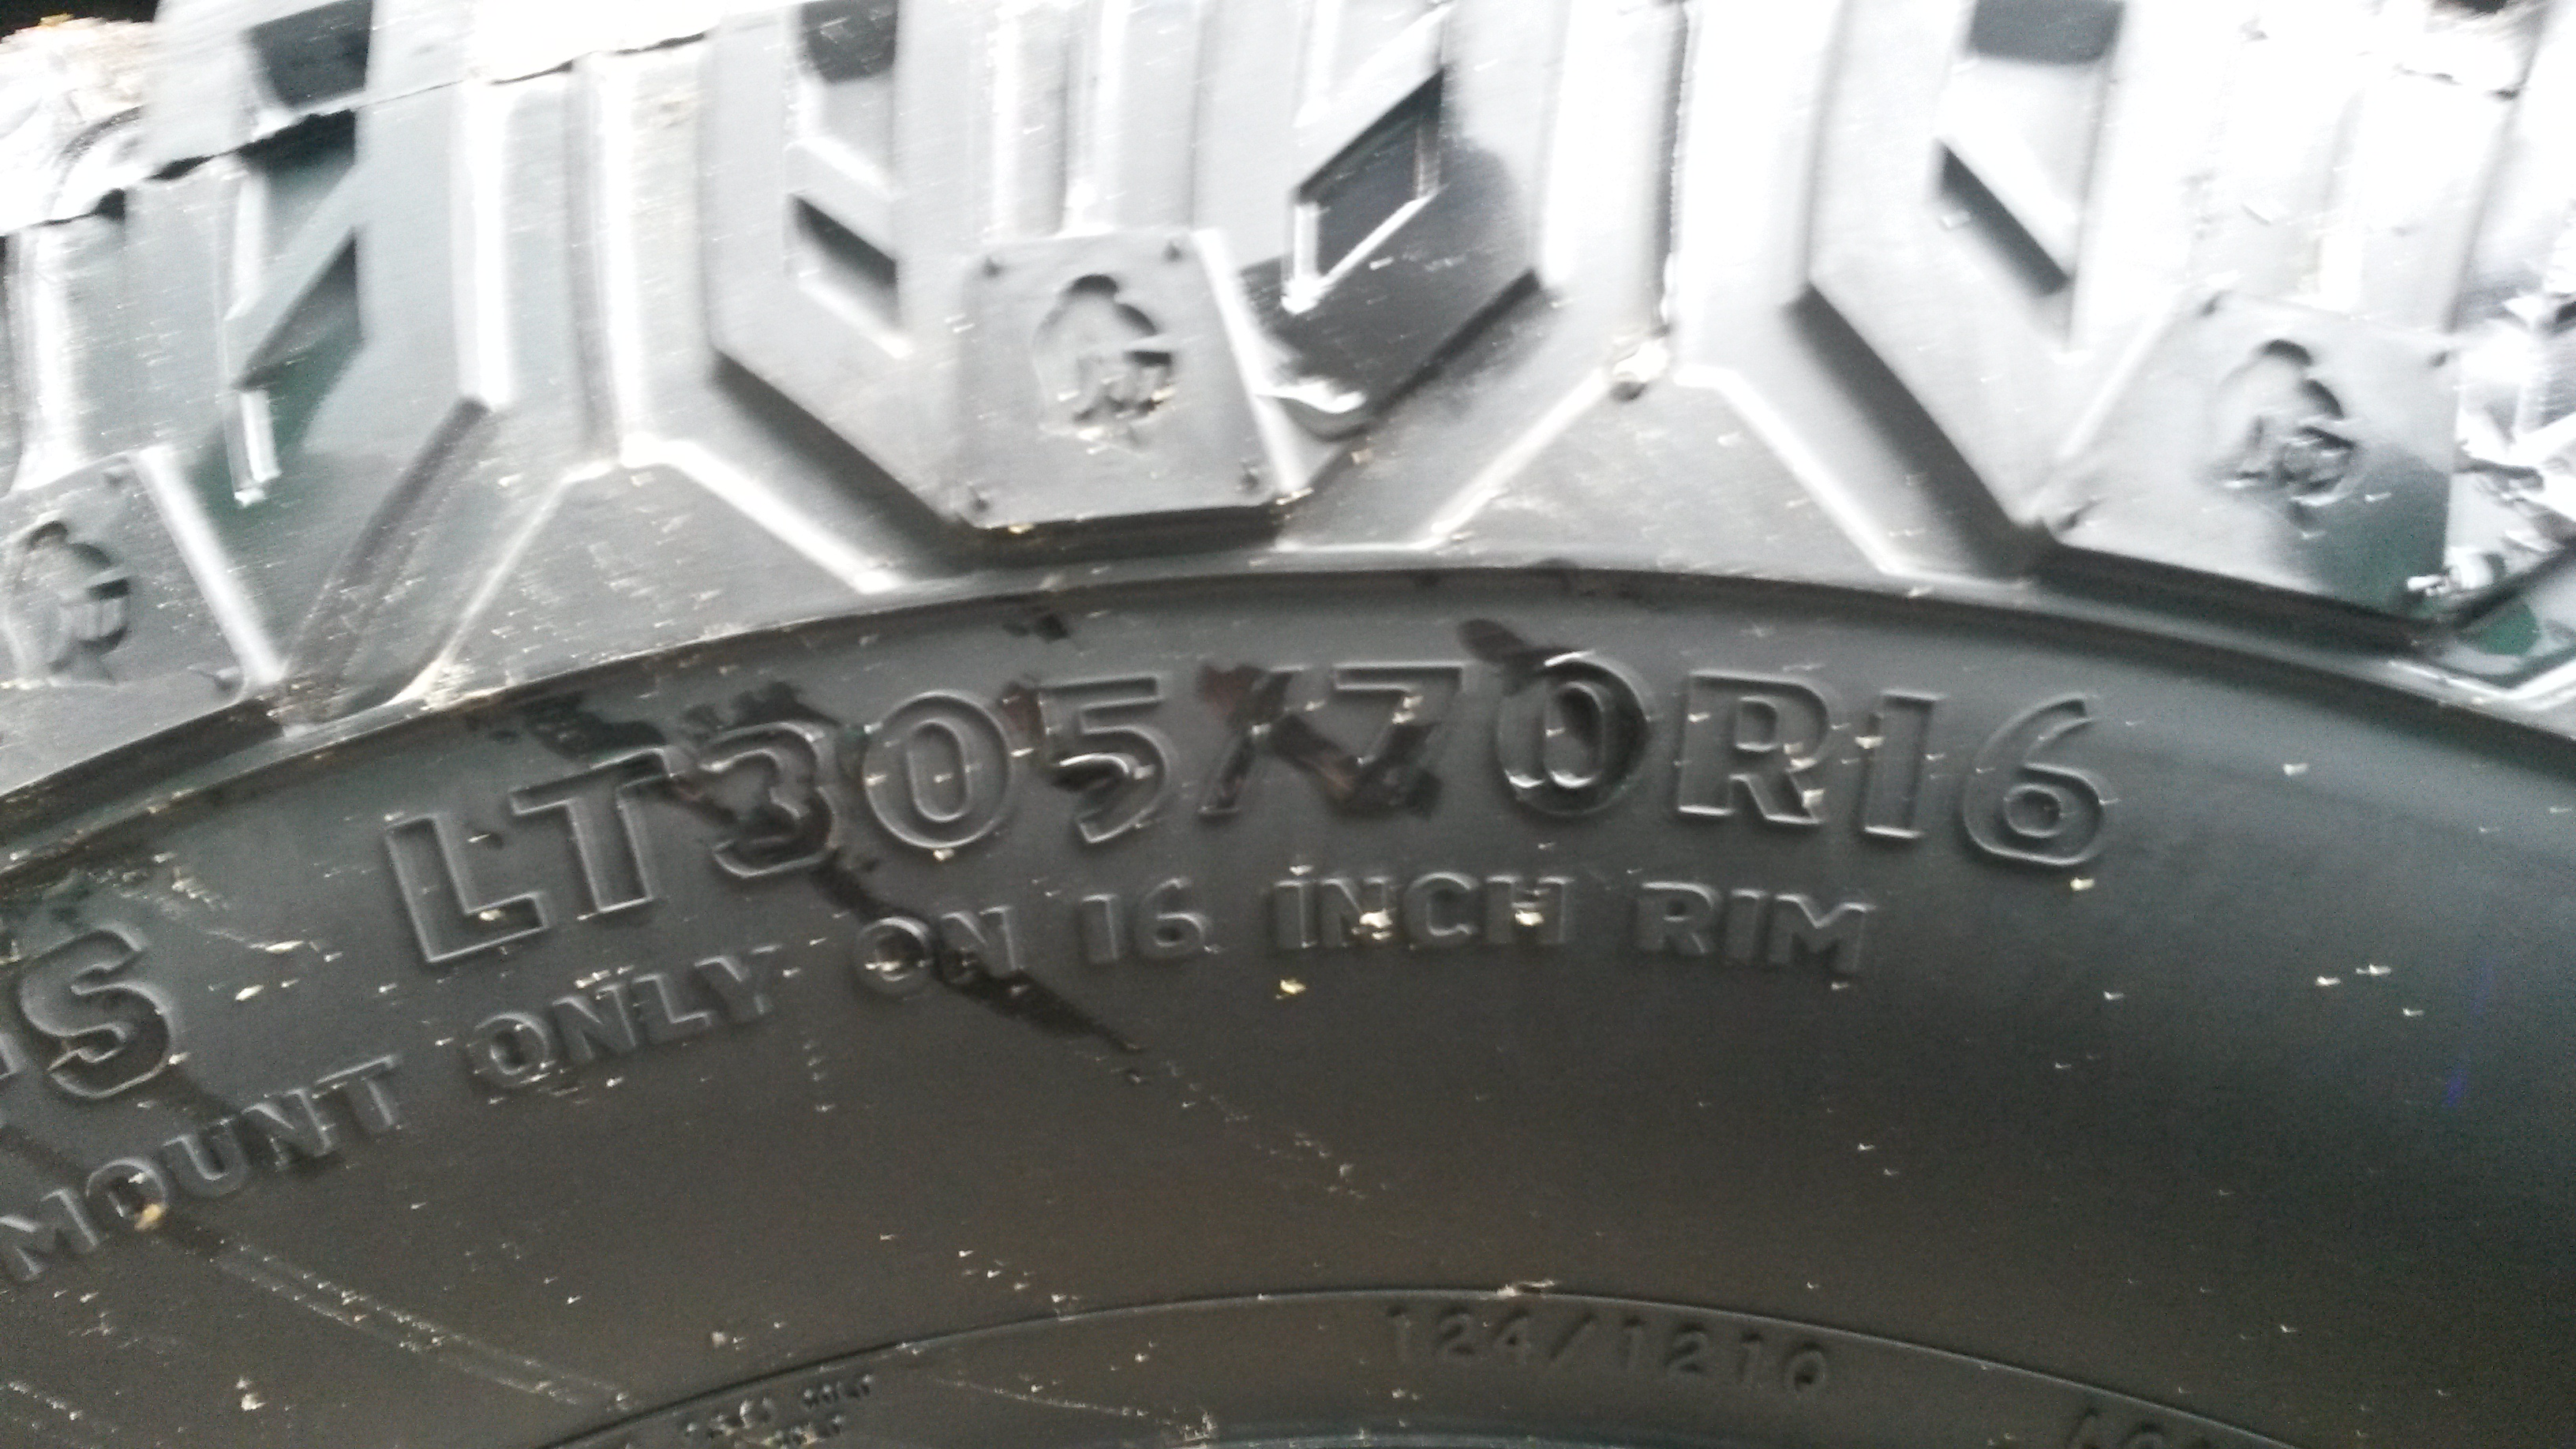 S LT305/70R16
MOUNT ONLY ON 16 INCH RIM
124/121Q